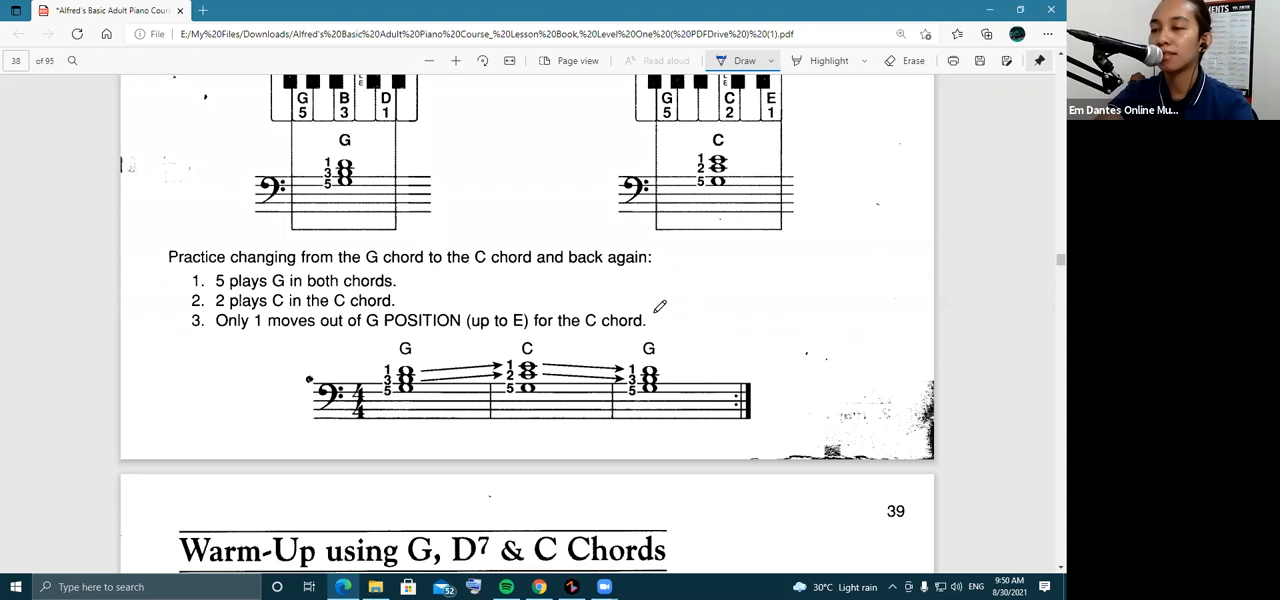 *Alfred's Basic Adult Piano Cour
File
E:/My%20Files/Downloads/Alfred's%20Basic%20Adult%20Piano%20Course_%20Lesson%20Book.%20Level%20One%20(%20PDFDrive%20)%20(1).pdf
38 of 95
Page view
Read aloud
Draw
Highlight
Erase
Em Dantes Online Mu...
G B D
5 3 1
G C E
5 2 1
G
1
3
5
C
1
2
5
Practice changing from the G chord to the C chord and back again:
1. 5 plays G in both chords.
2. 2 plays C in the C chord.
3. Only 1 moves out of G POSITION (up to E) for the C chord.
G C G
1 1 1
3 2 3
5 5 5
4
4
39
Warm-Up using G, D7 & C Chords
Type here to search
52
30°C Light rain
ENG
9:50 AM
8/30/2021